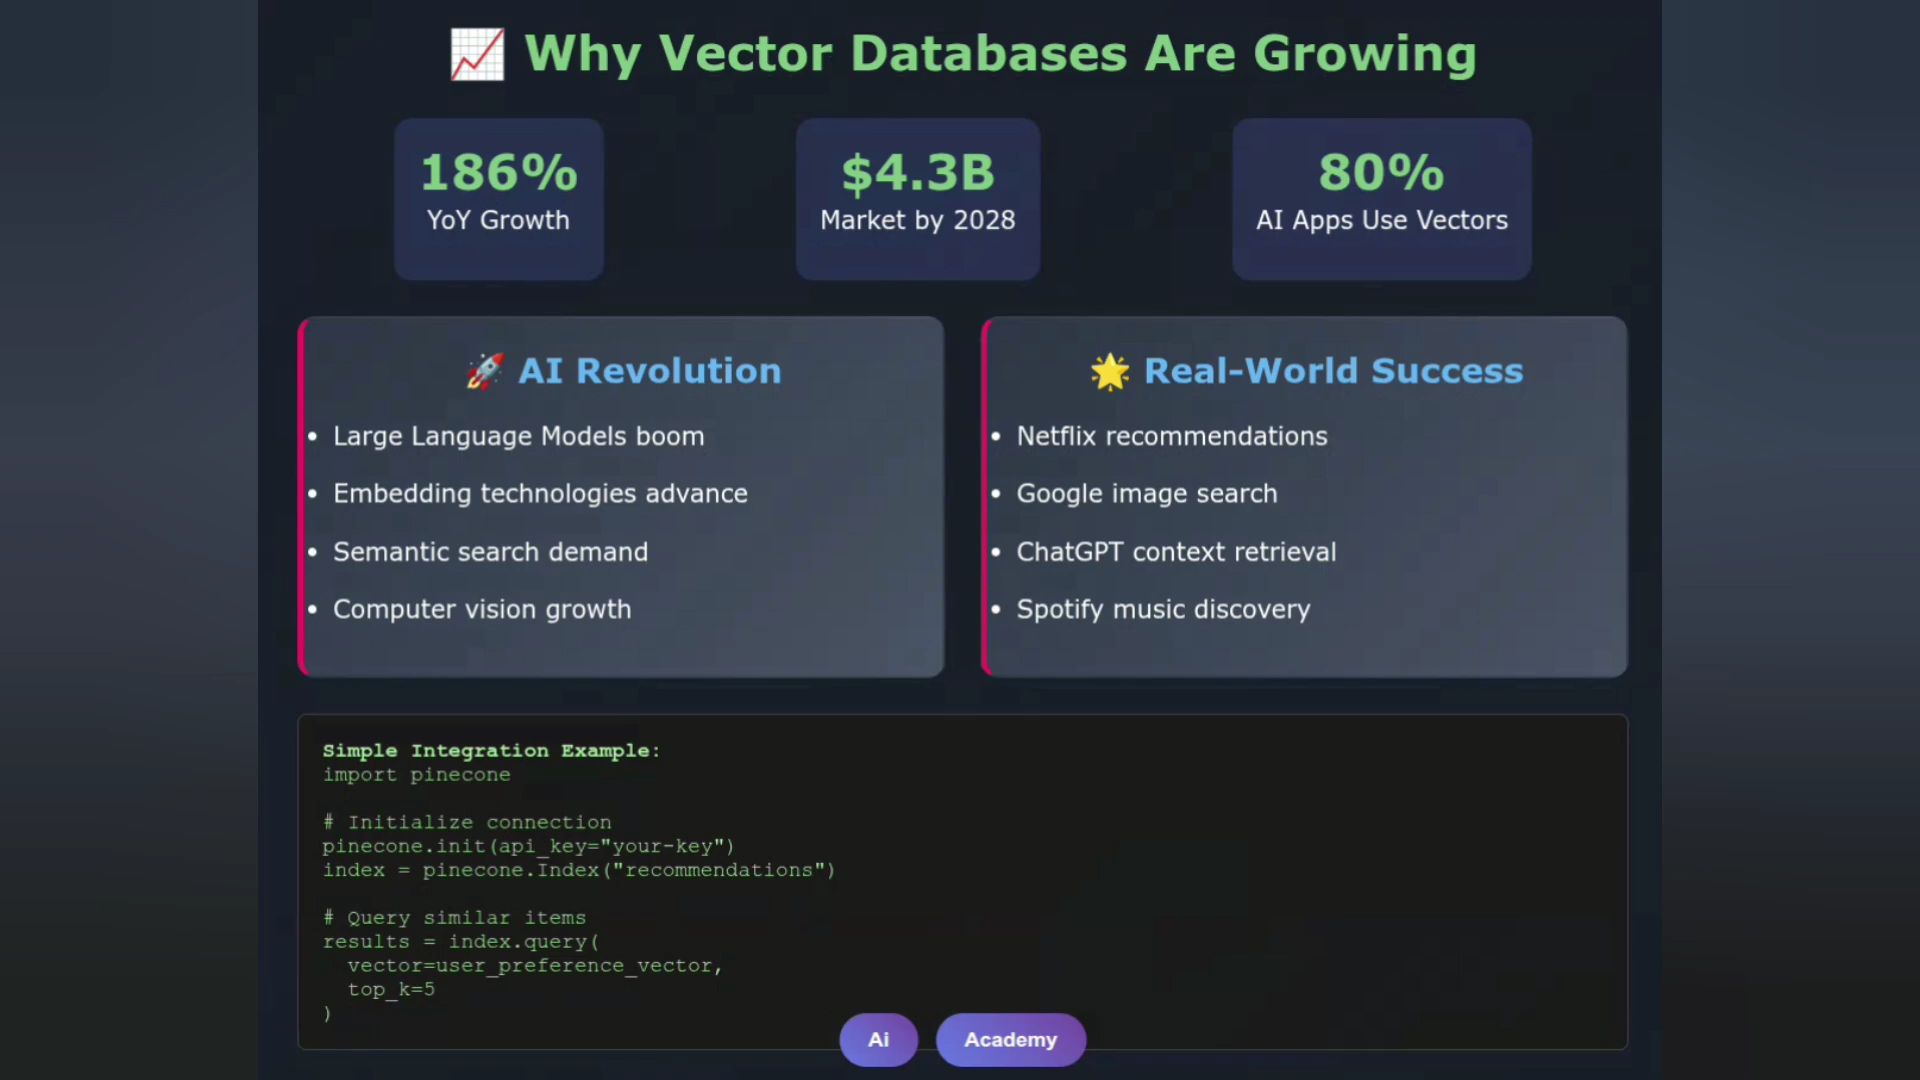 📈 Why Vector Databases Are Growing
186%
YoY Growth
$4.3B
Market by 2028
80%
AI Apps Use Vectors
🚀 AI Revolution
• Large Language Models boom
• Embedding technologies advance
• Semantic search demand
• Computer vision growth
🌟 Real-World Success
• Netflix recommendations
• Google image search
• ChatGPT context retrieval
• Spotify music discovery
Simple Integration Example:
import pinecone
# Initialize connection
pinecone.init(api_key="your-key")
index = pinecone.Index("recommendations")
# Query similar items
results = index.query(
  vector=user_preference_vector,
  top_k=5
)
Ai
Academy